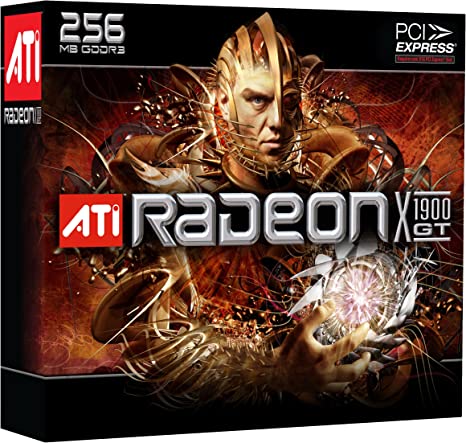 256
MB GDDR3
PCI
EXPRESS®
ATi
RADEON
ATi RADEON X1900
GT